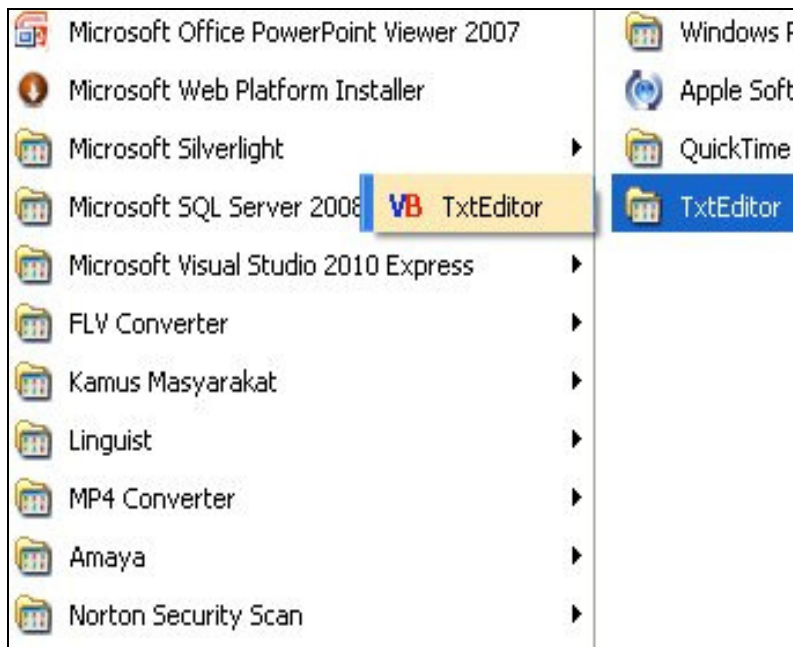 Microsoft Office PowerPoint Viewer 2007
Microsoft Web Platform Installer
Microsoft Silverlight
Microsoft SQL Server 2008
Microsoft Visual Studio 2010 Express
FLV Converter
Kamus Masyarakat
Linguist
MP4 Converter
Amaya
Norton Security Scan
VB TxtEditor
Windows
Apple Soft
QuickTime
TxtEditor